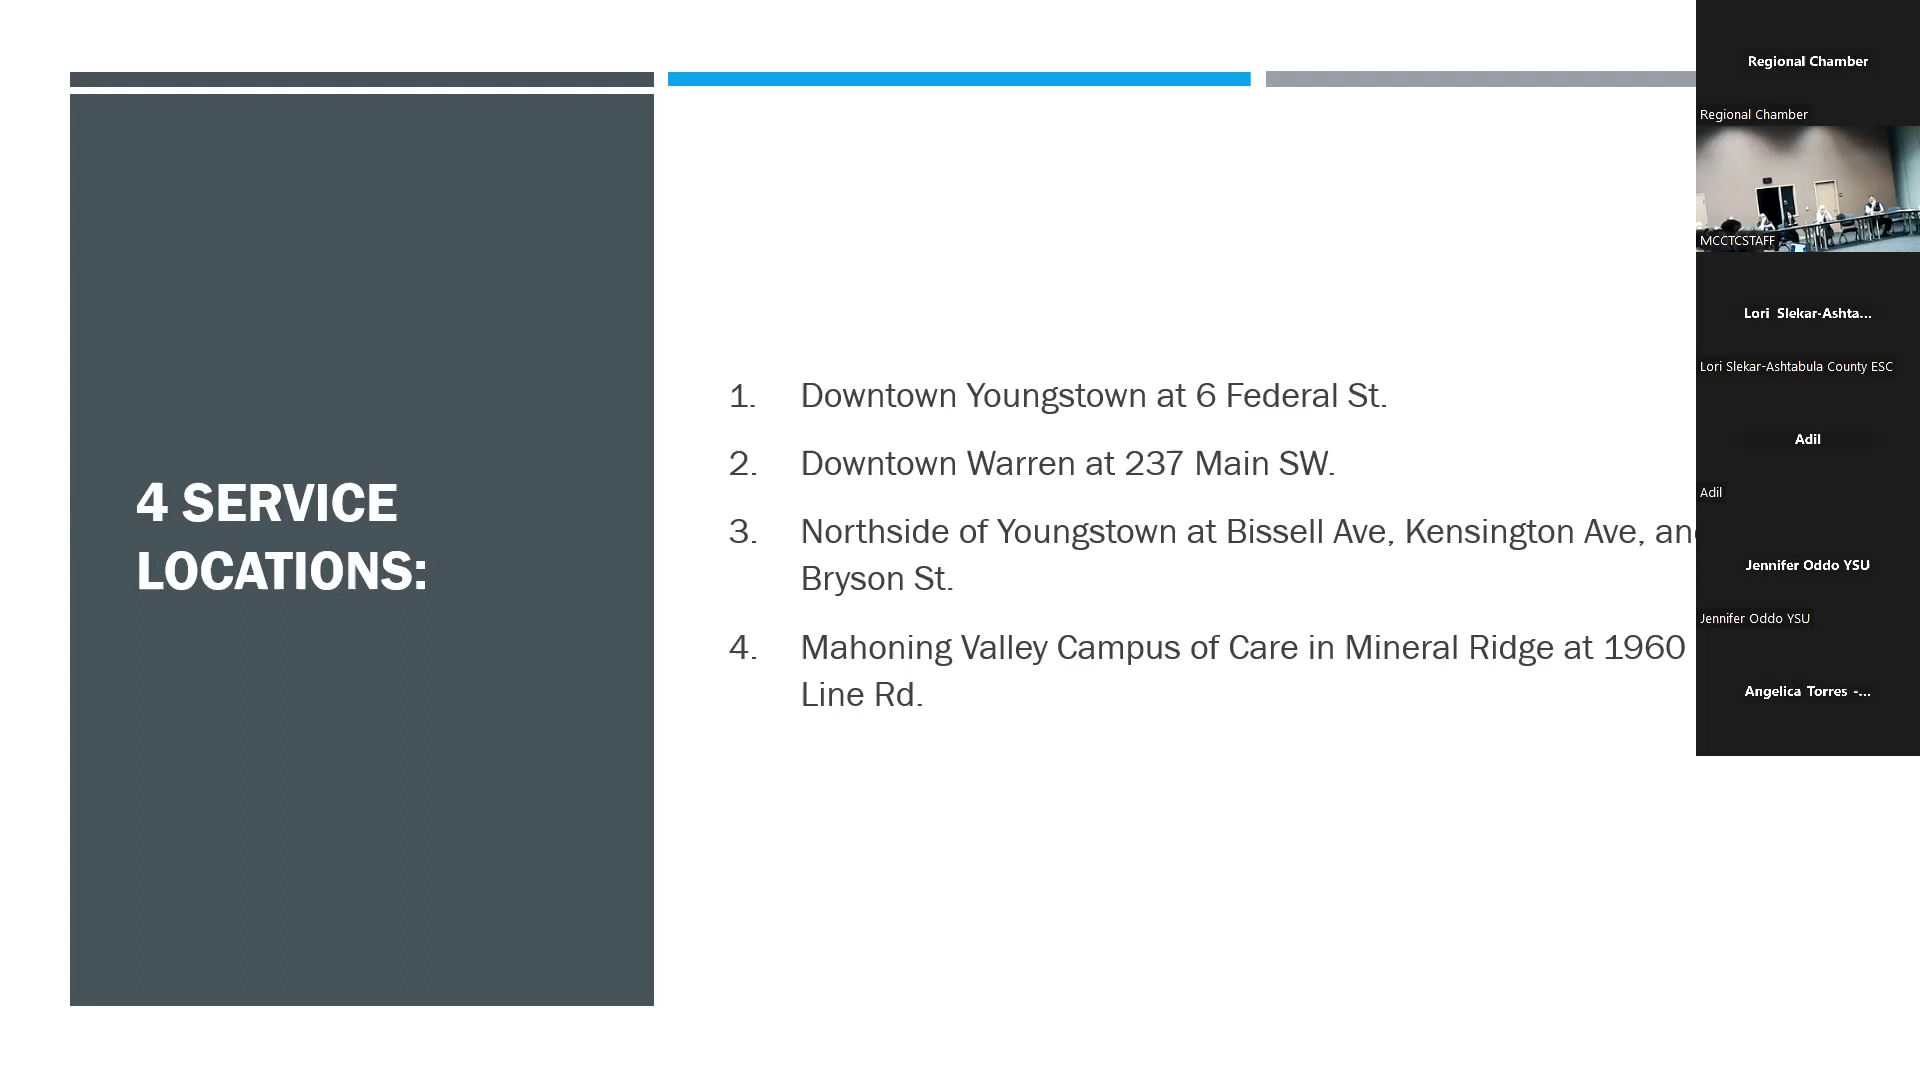 4 SERVICE
LOCATIONS:
1. Downtown Youngstown at 6 Federal St.
2. Downtown Warren at 237 Main SW.
3. Northside of Youngstown at Bissell Ave, Kensington Ave,
Bryson St.
4. Mahoning Valley Campus of Care in Mineral Ridge at 1960
Line Rd.
Regional Chamber
Regional Chamber
MCCTCSTAFF
Lori Slekar-Ashta...
Lori Slekar-Ashtabula County ESC
Adil
Adil
Jennifer Oddo YSU
Jennifer Oddo YSU
Angelica Torres -...